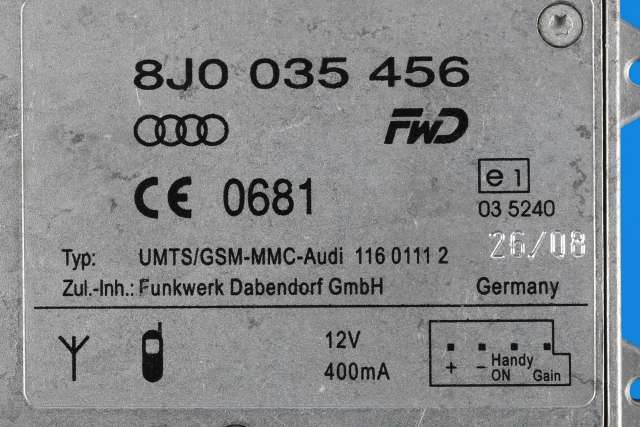 8J0 035 456
FWD
CE 0681
e1
03 5240
26/08
Typ: UMTS/GSM-MMC-Audi 116 0111 2
Zul.-Inh.: Funkwerk Dabendorf GmbH Germany
12V
400mA
+ − Handy
ON Gain